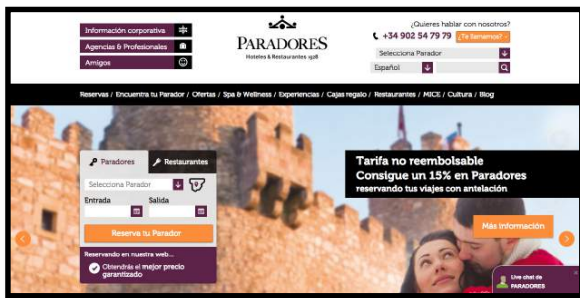 Información corporativa
Agencias & Profesionales
Amigos
PARADORES
Hoteles & Restaurantes 1928
¿Quieres hablar con nosotros?
+34 902 54 79 79 ¿Te llamamos?
Selecciona Parador
Español
Reservas / Encuentra tu Parador / Ofertas / Spa & Wellness / Experiencias / Cajas regalo / Restaurantes / MICE / Cultura / Blog
Paradores Restaurantes
Selecciona Parador
Entrada Salida
Reserva tu Parador
Reservando en nuestra web...
Obtendrás el mejor precio
garantizado
Tarifa no reembolsable
Consigue un 15% en Paradores
reservando tus viajes con antelación
Más información
Live chat de
PARADORES